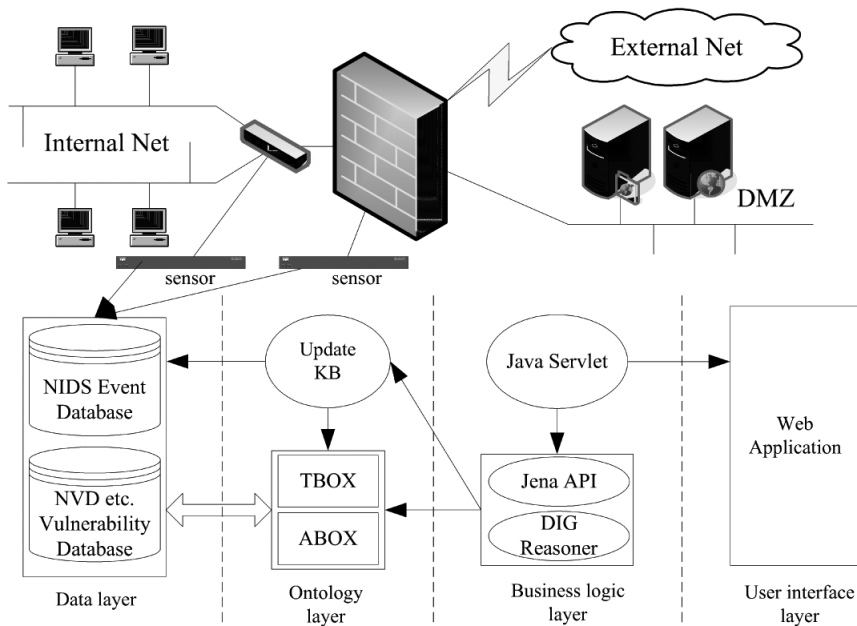 External Net
Internal Net
DMZ
sensor
sensor
NIDS Event
Database
NVD etc.
Vulnerability
Database
Data layer
Update
KB
TBOX
ABOX
Ontology
layer
Java Servlet
Jena API
DIG
Reasoner
Business logic
layer
Web
Application
User interface
layer